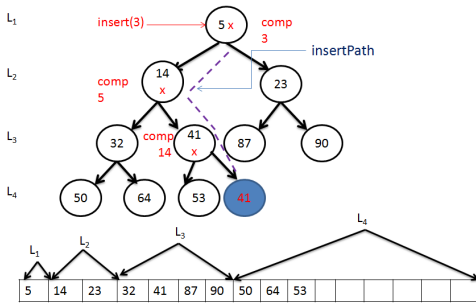 L1
insert(3)
5 x
comp
3
insertPath
L2
comp
5
14
x
23
L3
32
comp
14
41
x
87
90
L4
50
64
53
41
L1
L2
L3
L4
5 14 23 32 41 87 90 50 64 53